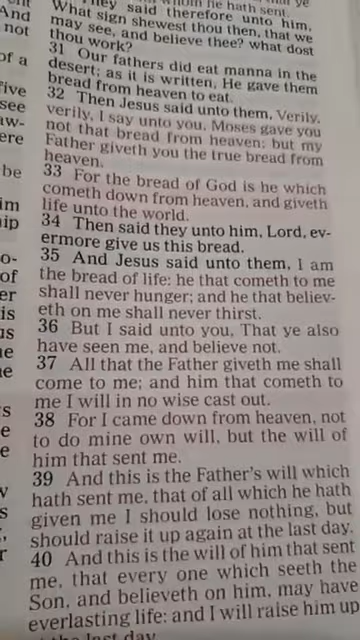 hom he hath sent.
They said therefore unto him,
What sign shewest thou then, that we
may see, and believe thee? what dost
thou work?
31 Our fathers did eat manna in the
desert; as it is written, He gave them
bread from heaven to eat.
32 Then Jesus said unto them, Verily,
verily, I say unto you, Moses gave you
not that bread from heaven; but my
Father giveth you the true bread from
heaven.
33 For the bread of God is he which
cometh down from heaven, and giveth
life unto the world.
34 Then said they unto him, Lord, ev-
ermore give us this bread.
35 And Jesus said unto them, I am
the bread of life: he that cometh to me
shall never hunger; and he that believ-
eth on me shall never thirst.
36 But I said unto you, That ye also
have seen me, and believe not.
37 All that the Father giveth me shall
come to me; and him that cometh to
me I will in no wise cast out.
38 For I came down from heaven, not
to do mine own will, but the will of
him that sent me.
39 And this is the Father's will which
hath sent me, that of all which he hath
given me I should lose nothing, but
should raise it up again at the last day.
40 And this is the will of him that sent
me, that every one which seeth the
Son, and believeth on him, may have
everlasting life: and I will raise him up
at the last day